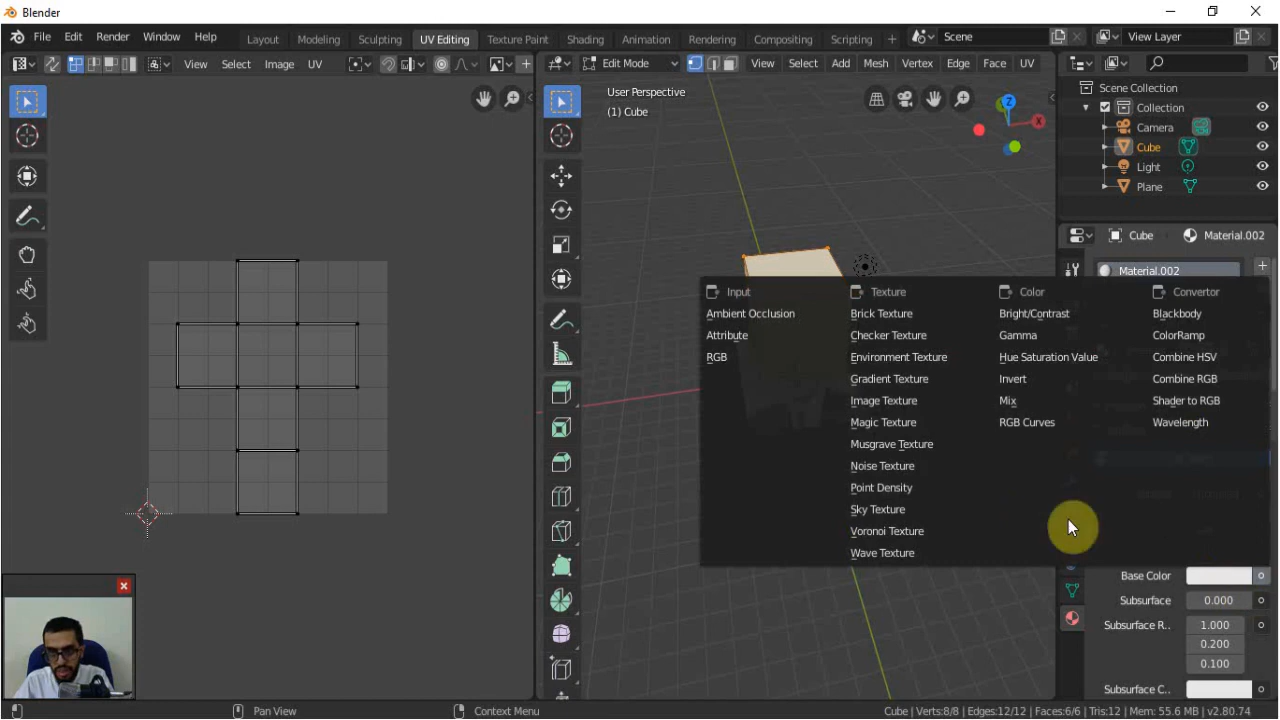 Blender
File Edit Render Window Help
Layout Modeling Sculpting UV Editing Texture Paint Shading Animation Rendering Compositing Scripting
Scene
View Layer
View Select Image UV
Edit Mode
View Select Add Mesh Vertex Edge Face UV
User Perspective
(1) Cube
Z
X
Scene Collection
Collection
Camera
Cube
Light
Plane
Cube
Material.002
Material.002
Input
Ambient Occlusion
Attribute
RGB
Texture
Brick Texture
Checker Texture
Environment Texture
Gradient Texture
Image Texture
Magic Texture
Musgrave Texture
Noise Texture
Point Density
Sky Texture
Voronoi Texture
Wave Texture
Color
Bright/Contrast
Gamma
Hue Saturation Value
Invert
Mix
RGB Curves
Convertor
Blackbody
ColorRamp
Combine HSV
Combine RGB
Shader to RGB
Wavelength
Base Color
Subsurface 0.000
Subsurface R.. 1.000
0.200
0.100
Subsurface C..
Pan View
Context Menu
Cube | Verts:8/8 | Edges:12/12 | Faces:6/6 | Tris:12 | Mem: 55.6 MB | v2.80.74